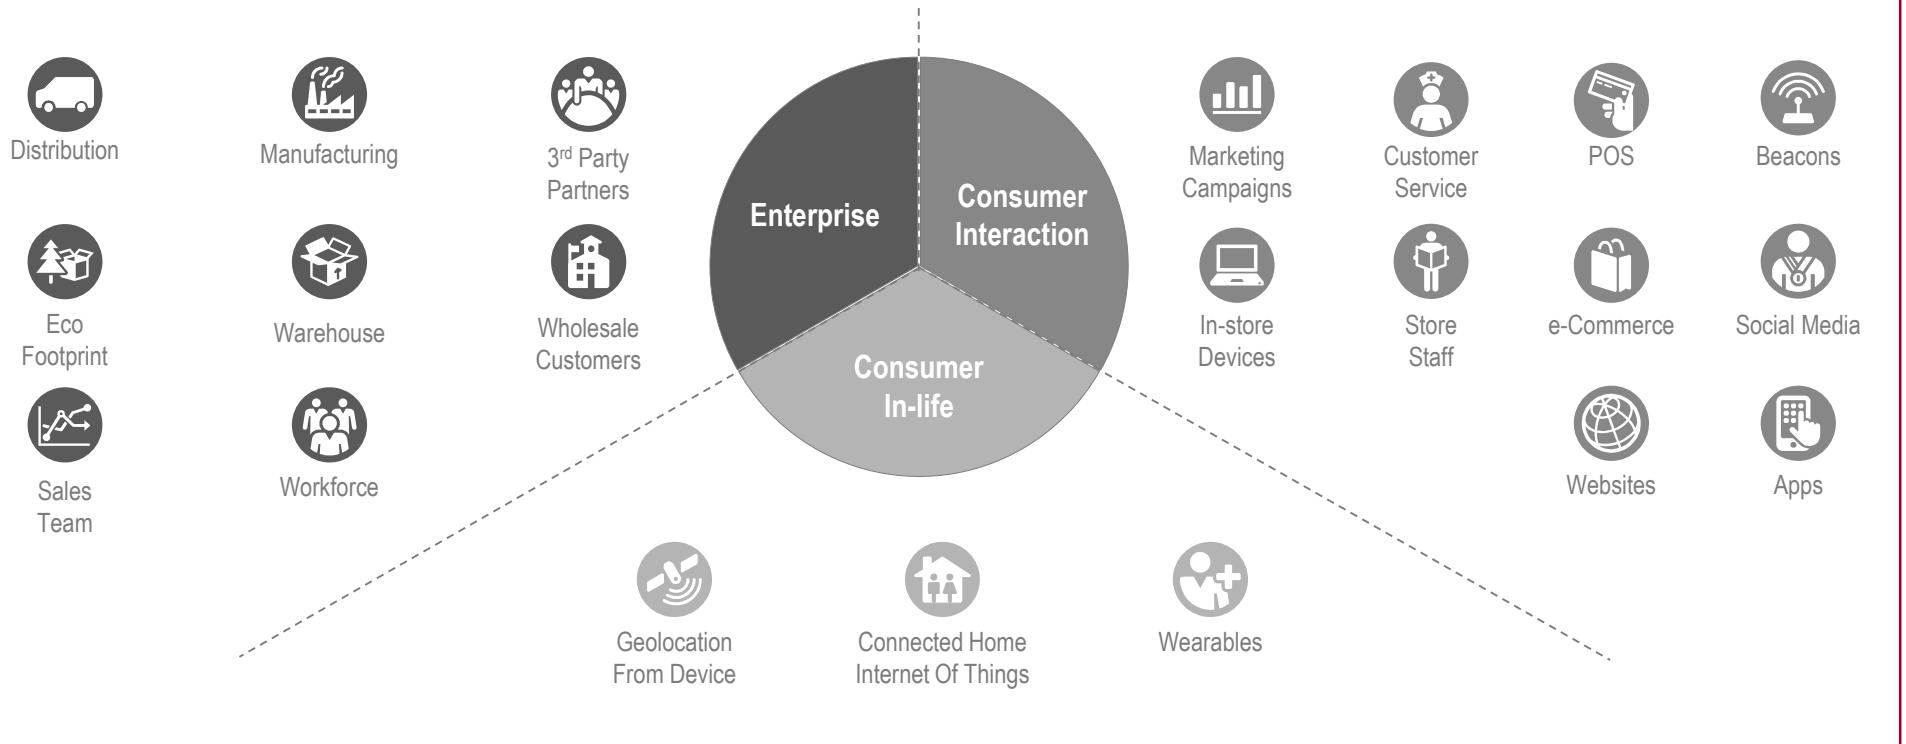 Distribution
Manufacturing
3rd Party
Partners
Eco
Footprint
Warehouse
Wholesale
Customers
Sales
Team
Workforce
Enterprise
Consumer
Interaction
Consumer
In-life
Marketing
Campaigns
Customer
Service
POS
Beacons
In-store
Devices
Store
Staff
e-Commerce
Social Media
Websites
Apps
Geolocation
From Device
Connected Home
Internet Of Things
Wearables